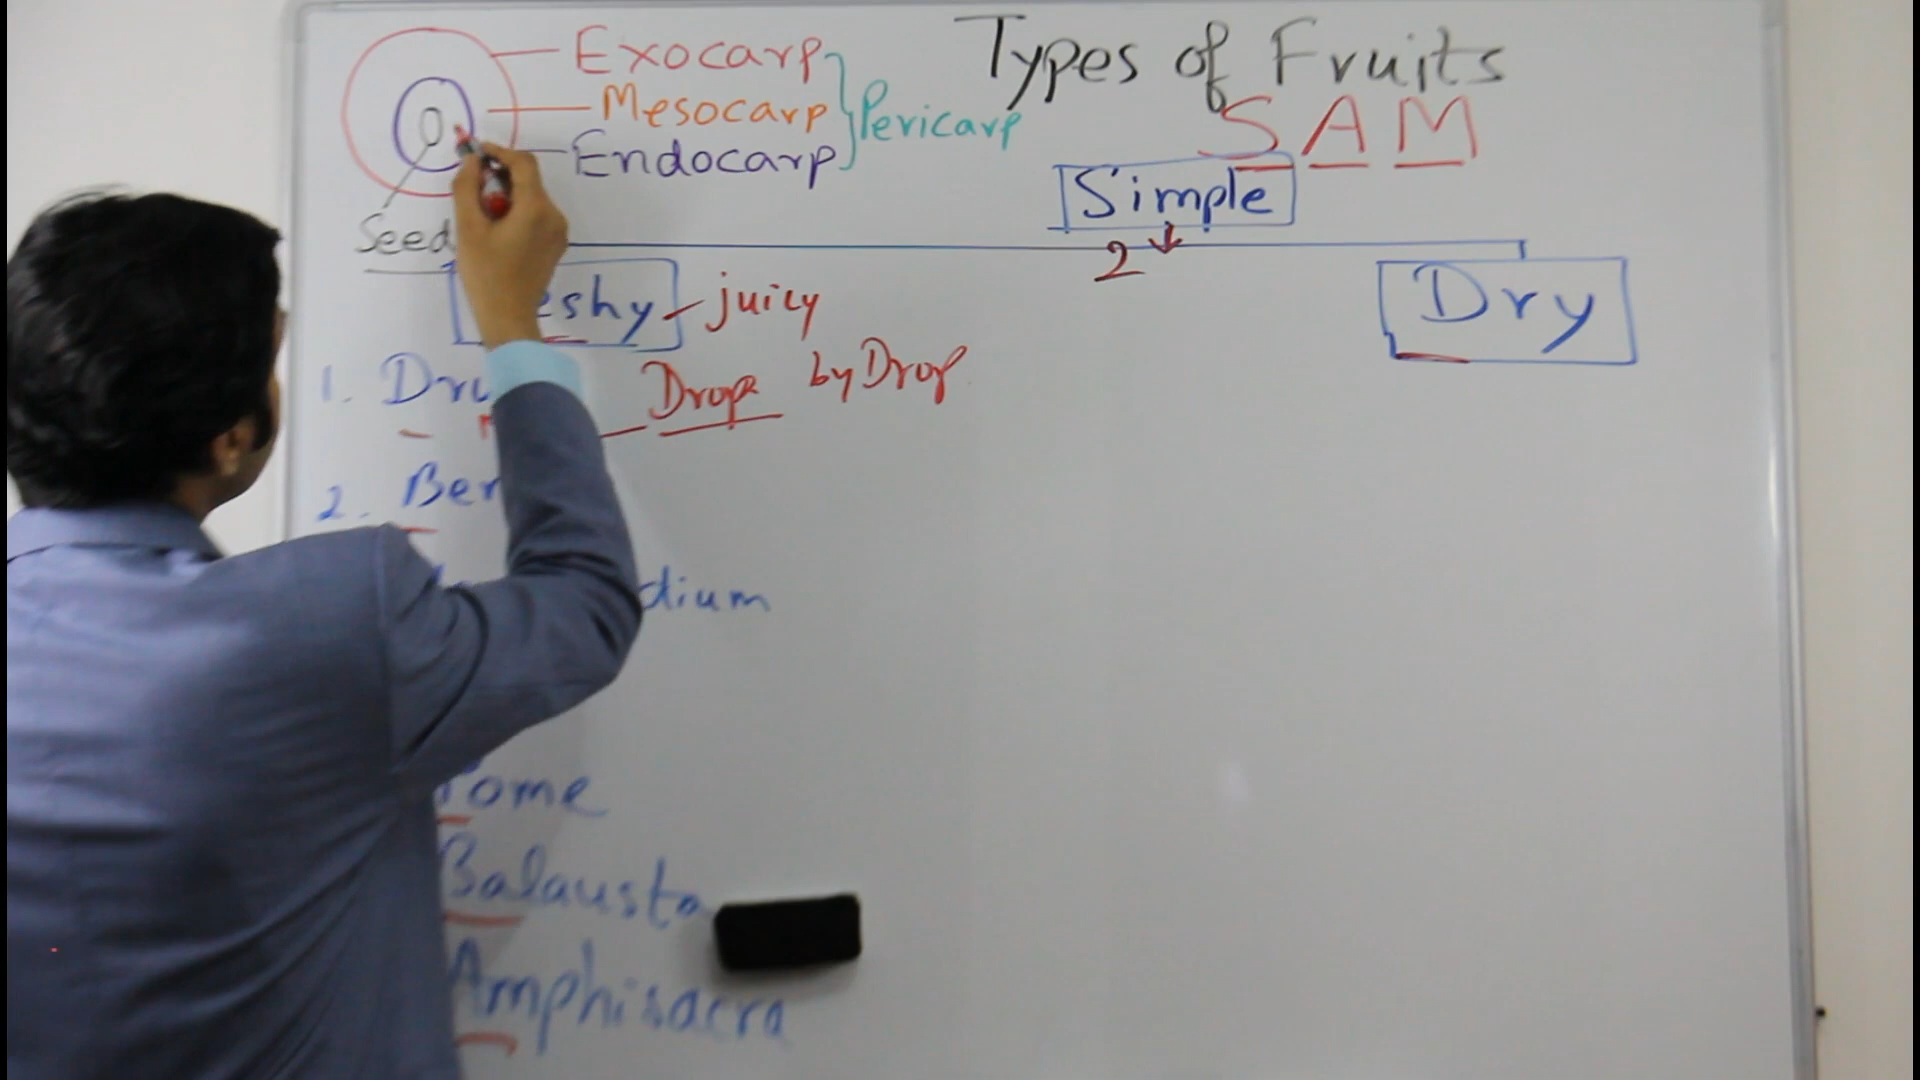 Exocarp
Mesocarp
Endocarp
Pericarp
Seed
Types of Fruits
SAM
Simple
2
eshy - juicy
Dry
1. Dru Drop by Drop
2. Ber
dium
Pome
Balausta
Amphisacra